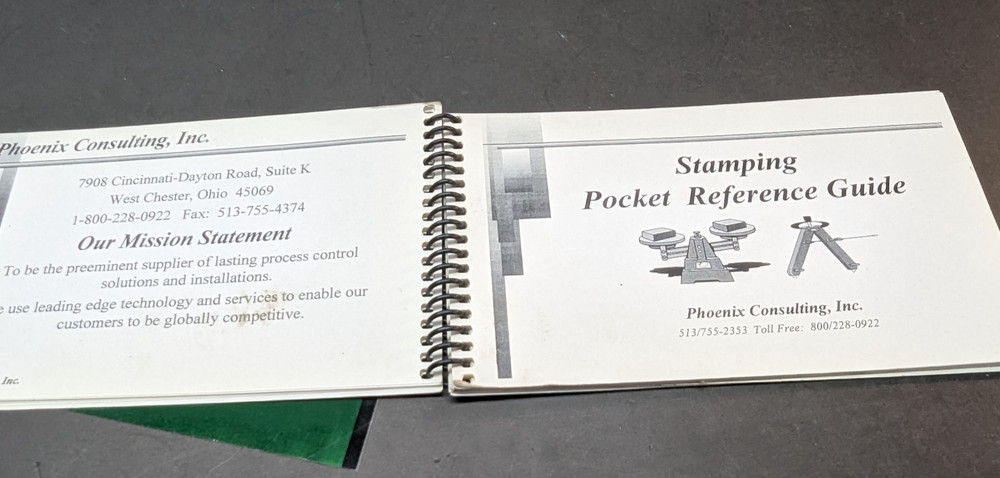 Phoenix Consulting, Inc.
7908 Cincinnati-Dayton Road, Suite K
West Chester, Ohio 45069
1-800-228-0922 Fax: 513-755-4374
Our Mission Statement
To be the preeminent supplier of lasting process control
solutions and installations.
use leading edge technology and services to enable our
customers to be globally competitive.
Inc.
Stamping
Pocket Reference Guide
Phoenix Consulting, Inc.
513/755-2353 Toll Free: 800/228-0922